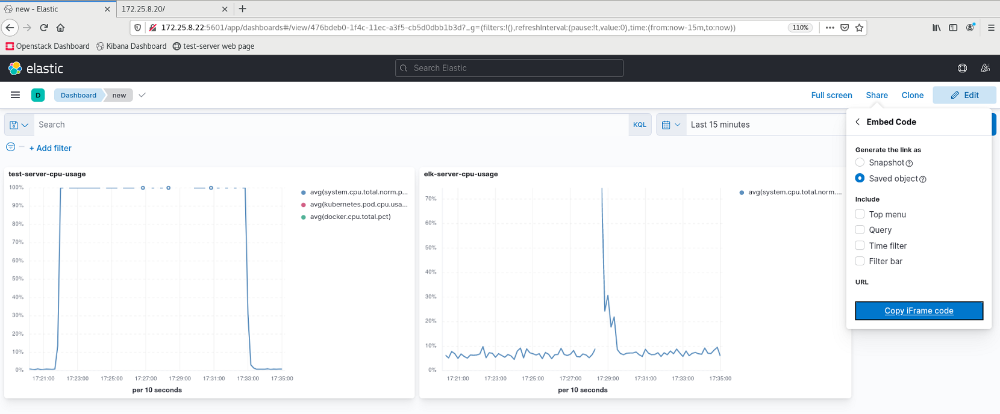 new - Elastic
172.25.8.20/
172.25.8.22:5601/app/dashboards#/view/476bdeb0-1f4c-11ec-a3f5-cb5d0dbb1b3d?_g=(filters:!(),refreshInterval:(pause:!t,value:0),time:(from:now-15m,to:now))
110%
Openstack Dashboard
Kibana Dashboard
test-server web page
elastic
Search Elastic
D
Dashboard
new
Full screen
Share
Clone
Edit
Search
KQL
Last 15 minutes
+ Add filter
Embed Code
Generate the link as
Snapshot
Saved object
Include
Top menu
Query
Time filter
Filter bar
URL
Copy iFrame code
test-server-cpu-usage
100%
90%
80%
70%
60%
50%
40%
30%
20%
10%
0%
17:21:00 17:23:00 17:25:00 17:27:00 17:29:00 17:31:00 17:33:00 17:35:00
per 10 seconds
avg(system.cpu.total.norm.p...
avg(kubernetes.pod.cpu.usa...
avg(docker.cpu.total.pct)
elk-server-cpu-usage
70%
60%
50%
40%
30%
20%
10%
0%
17:21:00 17:23:00 17:25:00 17:27:00 17:29:00 17:31:00 17:33:00 17:35:00
per 10 seconds
avg(system.cpu.total.norm....